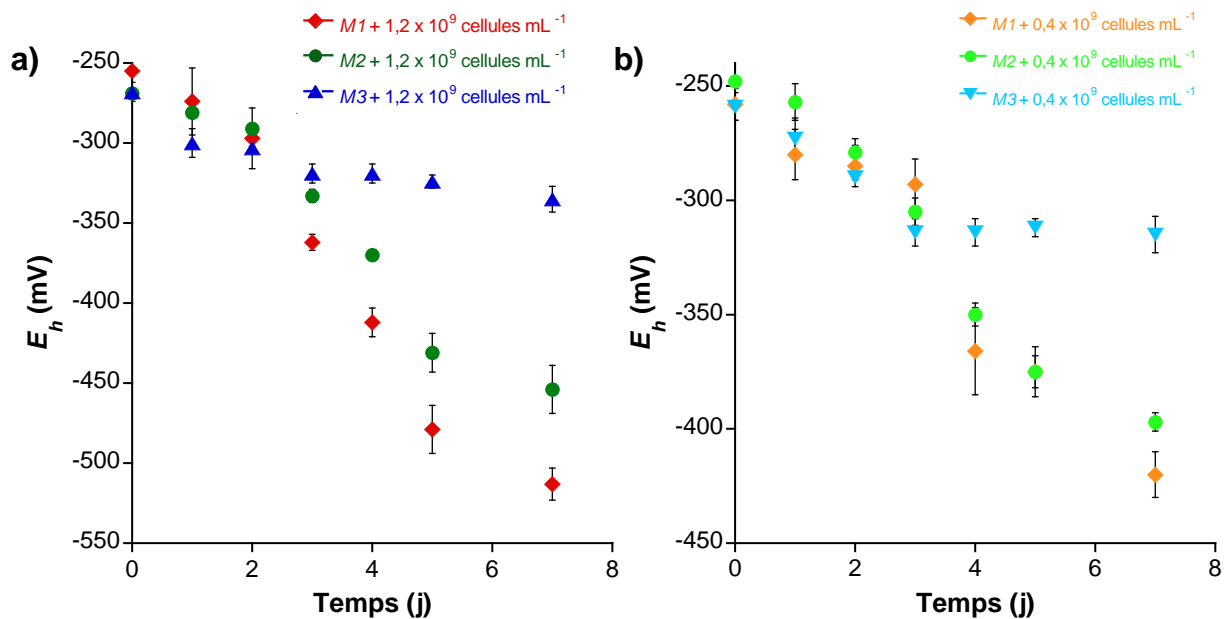 a)
M1 + 1,2 x 10⁹ cellules mL ⁻¹
M2 + 1,2 x 10⁹ cellules mL ⁻¹
M3 + 1,2 x 10⁹ cellules mL ⁻¹
-250
-300
-350
-400
-450
-500
-550
E_h (mV)
0
2
4
6
8
Temps (j)
b)
M1 + 0,4 x 10⁹ cellules mL ⁻¹
M2 + 0,4 x 10⁹ cellules mL ⁻¹
M3 + 0,4 x 10⁹ cellules mL ⁻¹
-250
-300
-350
-400
-450
E_h (mV)
0
2
4
6
8
Temps (j)